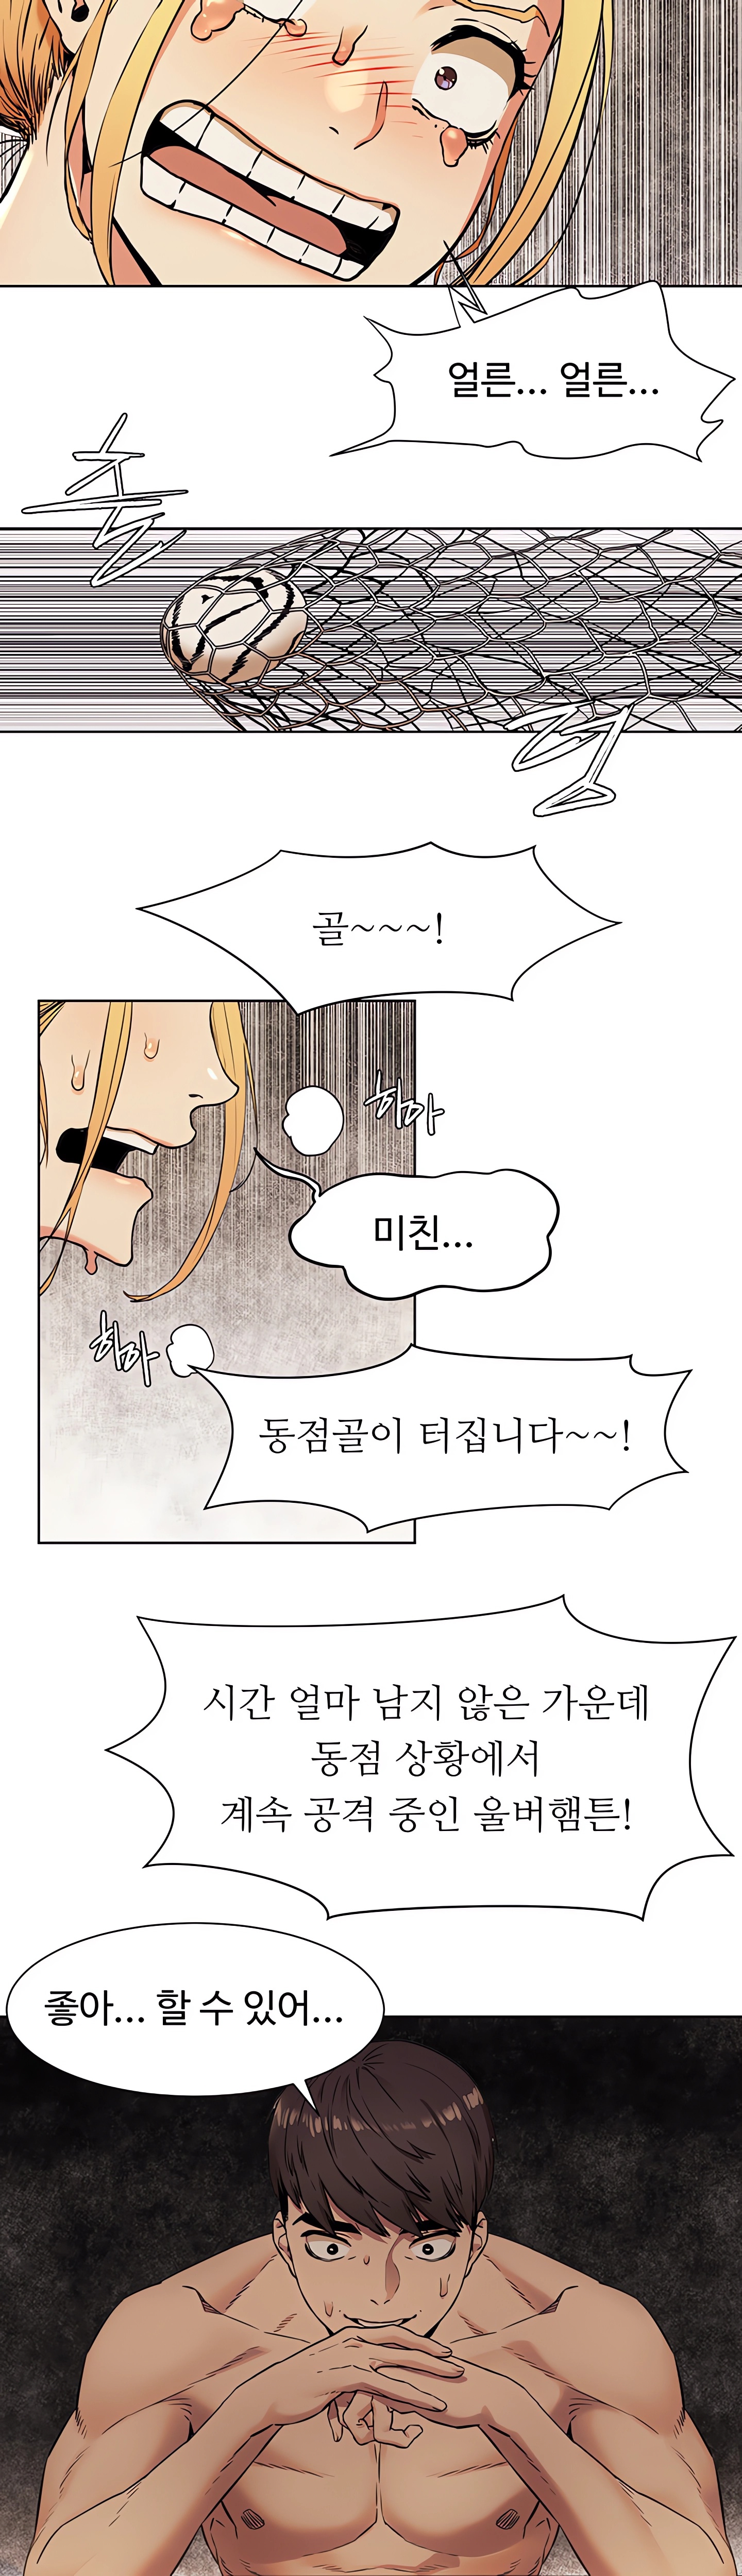 얼른... 얼른...
골~~~!
하아
미친...
하아
동점골이 터집니다~~!
시간 얼마 남지 않은 가운데
동점 상황에서
계속 공격 중인 울버햄튼!
좋아... 할 수 있어...